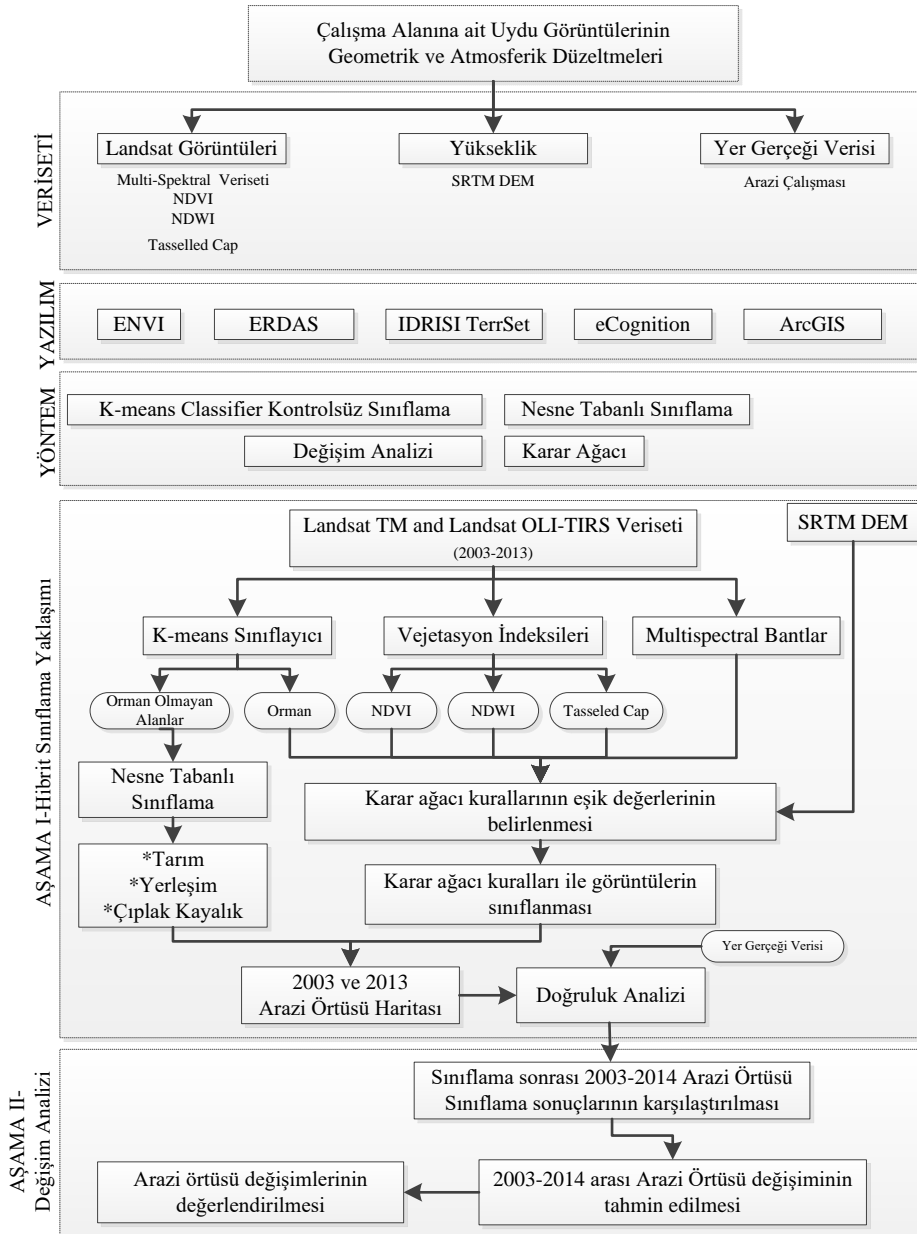 Çalışma Alanına ait Uydu Görüntülerinin
Geometrik ve Atmosferik Düzeltmeleri
VERİSETİ
Landsat Görüntüleri
Multi-Spektral Veriseti
NDVI
NDWI
Tasselled Cap
Yükseklik
SRTM DEM
Yer Gerçeği Verisi
Arazi Çalışması
YAZILIM
ENVI
ERDAS
IDRISI TerrSet
eCognition
ArcGIS
YÖNTEM
K-means Classifier Kontrolsüz Sınıflama
Nesne Tabanlı Sınıflama
Değişim Analizi
Karar Ağacı
AŞAMA I-Hibrit Sınıflama Yaklaşımı
Landsat TM and Landsat OLI-TIRS Veriseti
(2003-2013)
SRTM DEM
K-means Sınıflayıcı
Vejetasyon İndeksileri
Multispectral Bantlar
Orman Olmayan
Alanlar
Orman
NDVI
NDWI
Tasseled Cap
Nesne Tabanlı
Sınıflama
Karar ağacı kurallarının eşik değerlerinin
belirlenmesi
*Tarım
*Yerleşim
*Çıplak Kayalık
Karar ağacı kuralları ile görüntülerin
sınıflanması
Yer Gerçeği Verisi
2003 ve 2013
Arazi Örtüsü Haritası
Doğruluk Analizi
AŞAMA II-
Değişim Analizi
Sınıflama sonrası 2003-2014 Arazi Örtüsü
Sınıflama sonuçlarının karşılaştırılması
Arazi örtüsü değişimlerinin
değerlendirilmesi
2003-2014 arası Arazi Örtüsü değişiminin
tahmin edilmesi